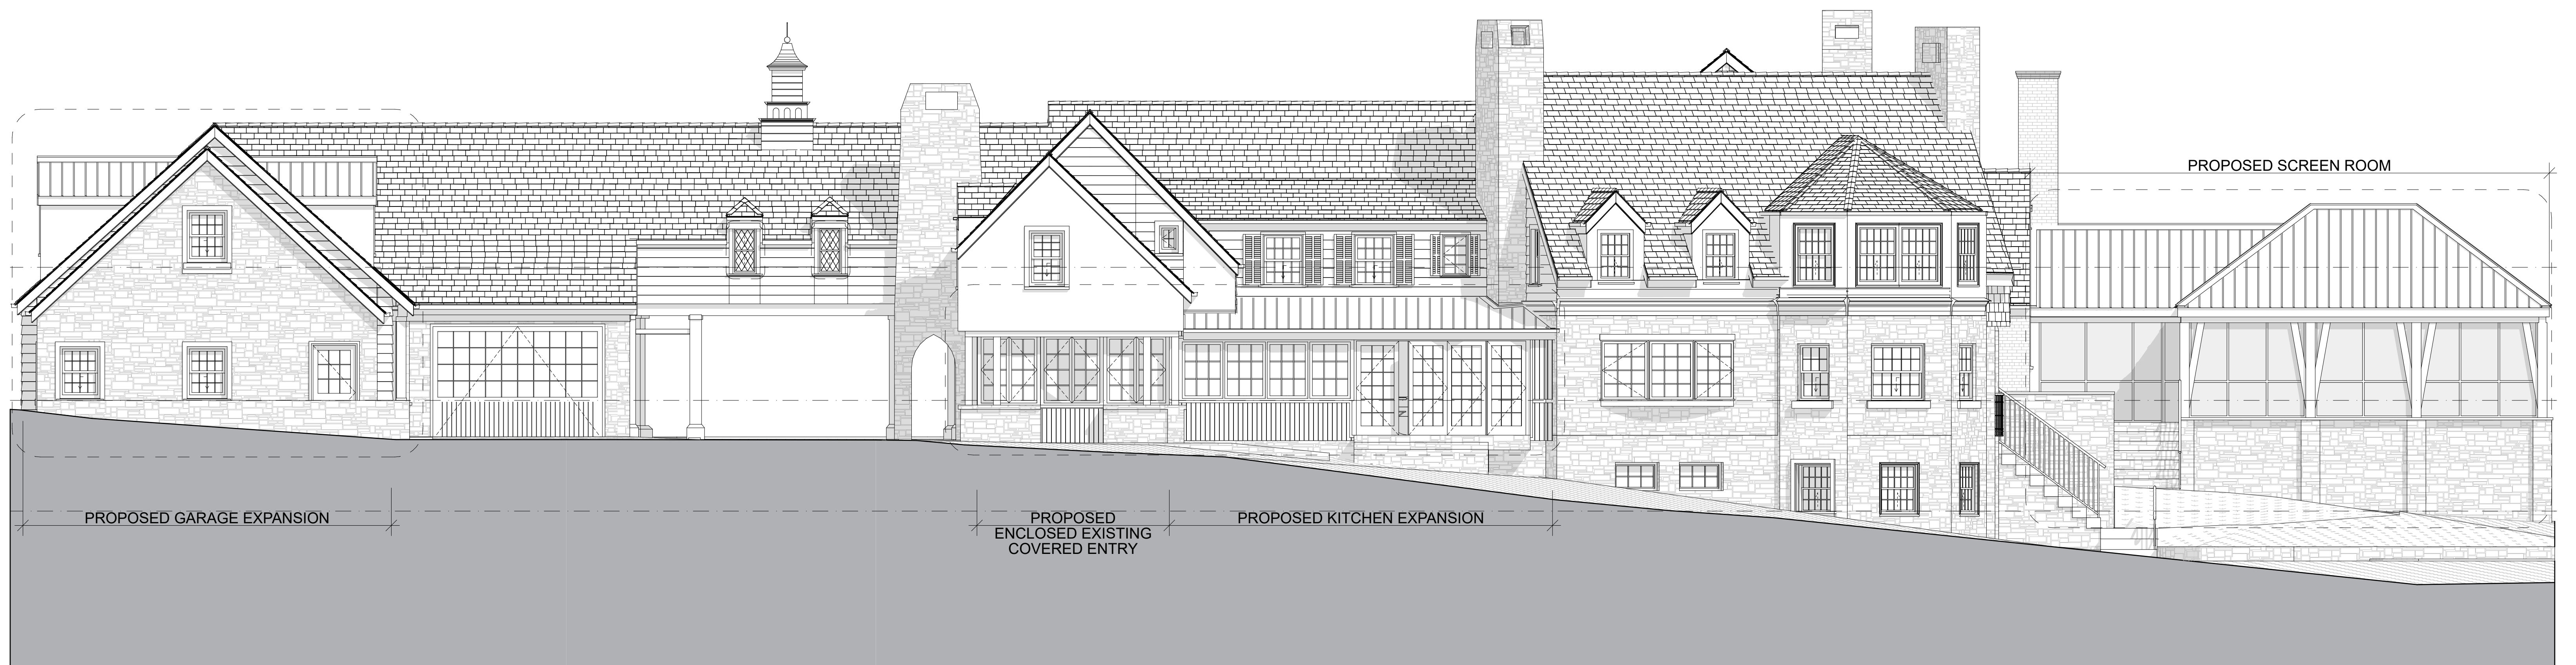 PROPOSED SCREEN ROOM
PROPOSED GARAGE EXPANSION
PROPOSED
ENCLOSED EXISTING
COVERED ENTRY
PROPOSED KITCHEN EXPANSION